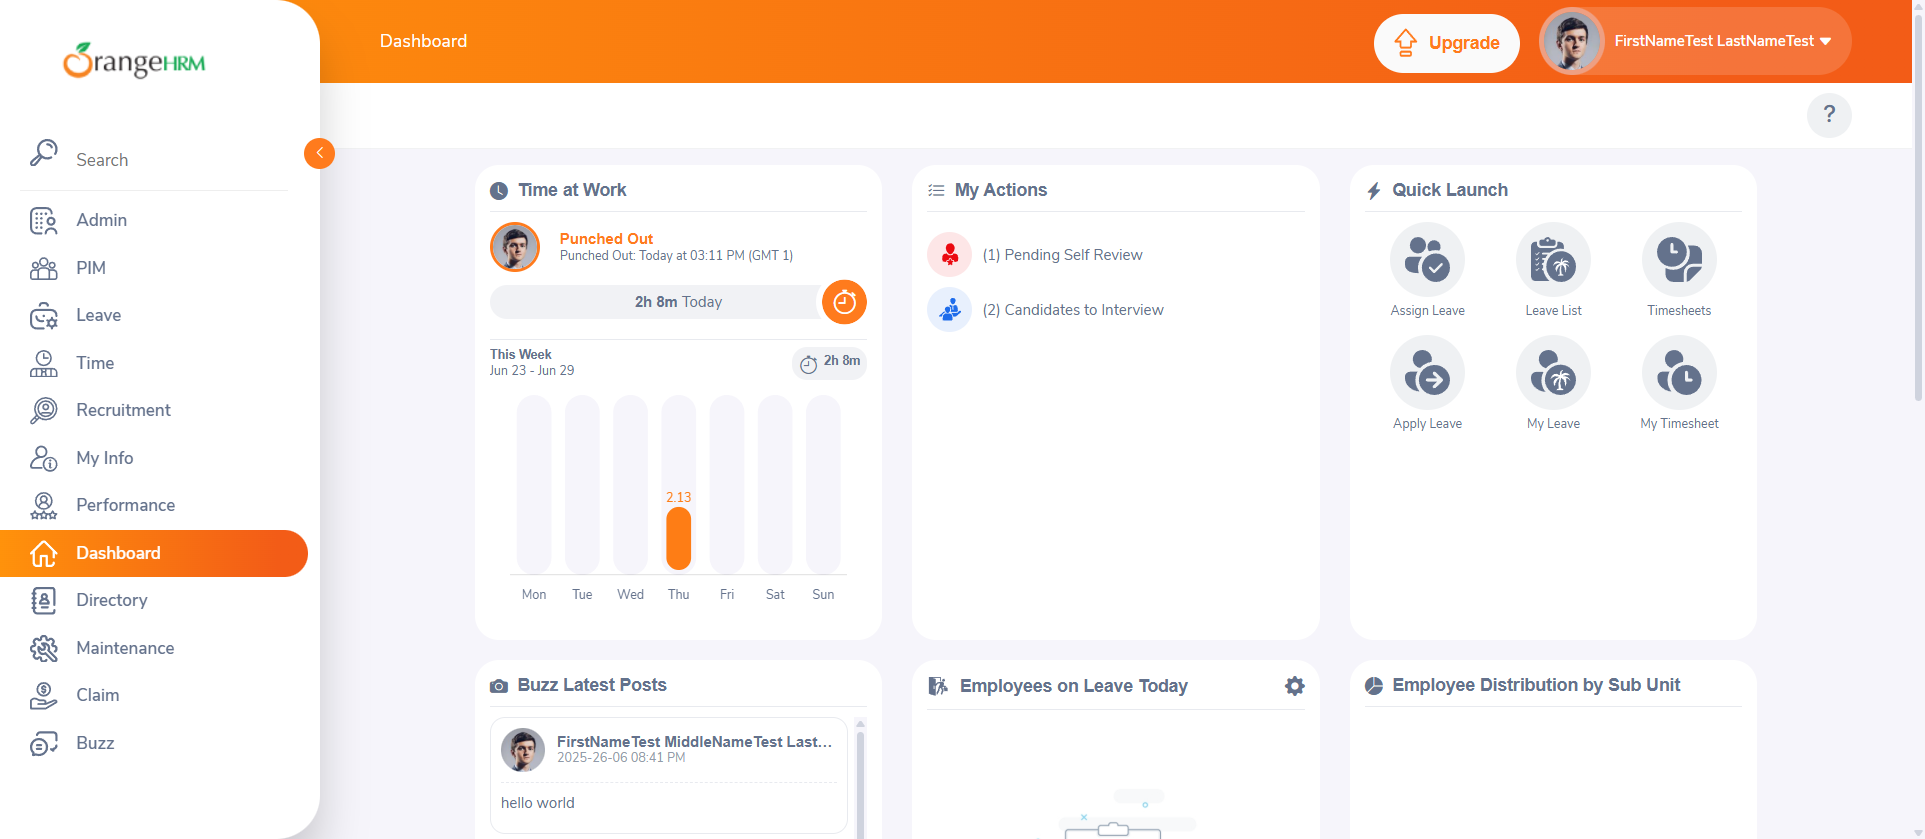 OrangeHRM
Search
Admin
PIM
Leave
Time
Recruitment
My Info
Performance
Dashboard
Directory
Maintenance
Claim
Buzz
Dashboard
Upgrade
FirstNameTest LastNameTest
?
Time at Work
Punched Out
Punched Out: Today at 03:11 PM (GMT 1)
2h 8m Today
This Week
Jun 23 - Jun 29
2h 8m
2.13
Mon Tue Wed Thu Fri Sat Sun
My Actions
(1) Pending Self Review
(2) Candidates to Interview
Quick Launch
Assign Leave
Leave List
Timesheets
Apply Leave
My Leave
My Timesheet
Buzz Latest Posts
FirstNameTest MiddleNameTest Last...
2025-26-06 08:41 PM
hello world
Employees on Leave Today
Employee Distribution by Sub Unit